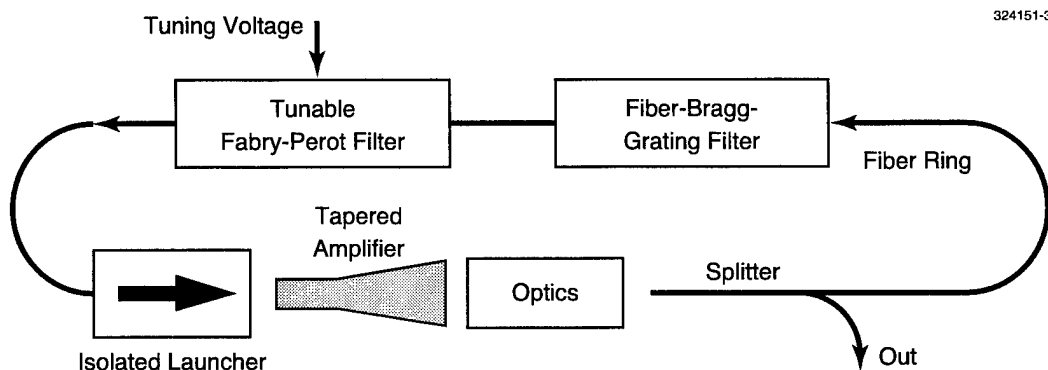 324151-3
Tuning Voltage
Tunable
Fabry-Perot Filter
Fiber-Bragg-
Grating Filter
Fiber Ring
Tapered
Amplifier
Optics
Splitter
Isolated Launcher
Out